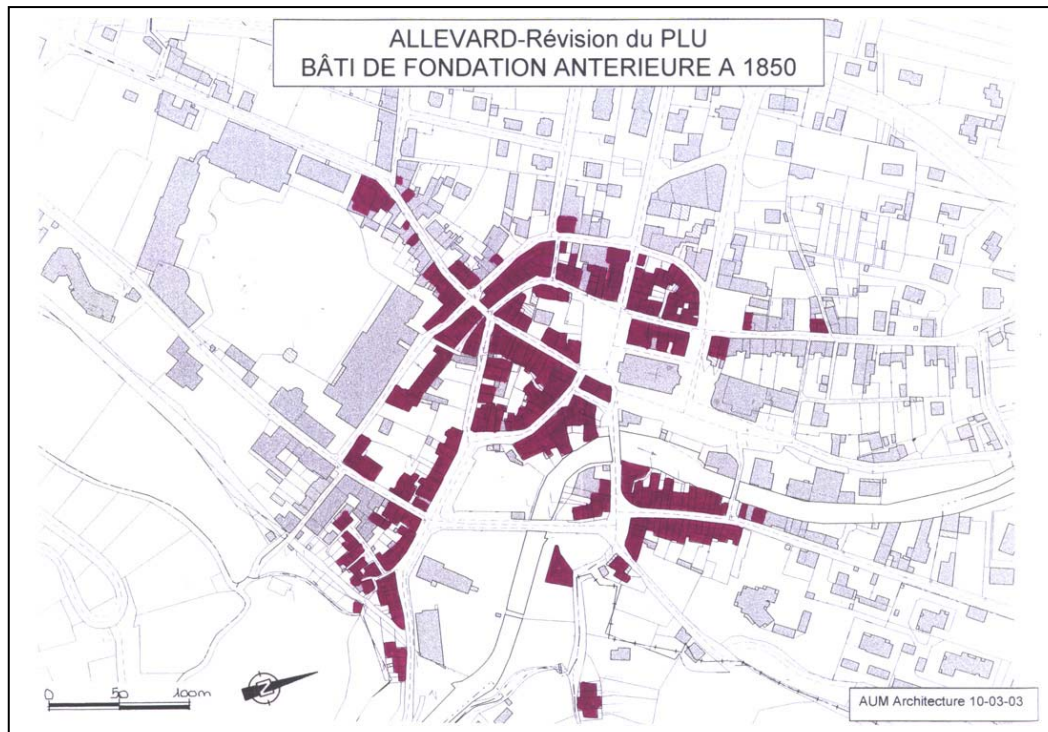 ALLEVARD-Révision du PLU
BÂTI DE FONDATION ANTERIEURE A 1850
0 50 100m
N
AUM Architecture 10-03-03